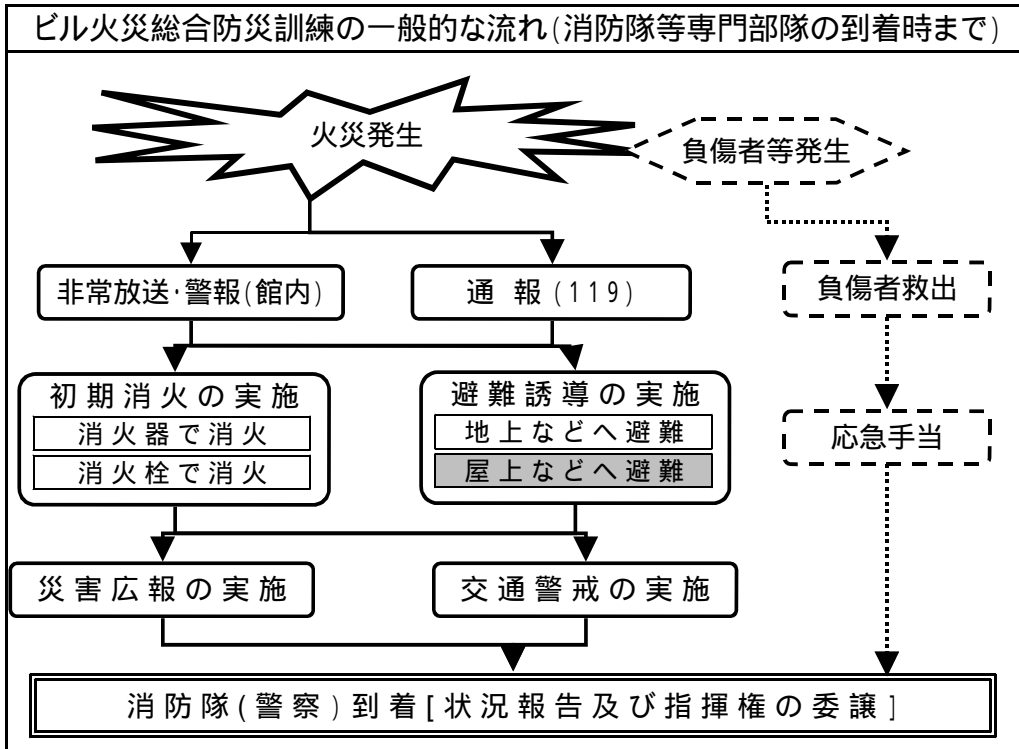 ビル火災総合防災訓練の一般的な流れ(消防隊等専門部隊の到着時まで)
火災発生
負傷者等発生
非常放送・警報(館内)
通報(119)
負傷者救出
初期消火の実施
消火器で消火
消火栓で消火
避難誘導の実施
地上などへ避難
屋上などへ避難
応急手当
災害広報の実施
交通警戒の実施
消防隊(警察)到着[状況報告及び指揮権の委譲]